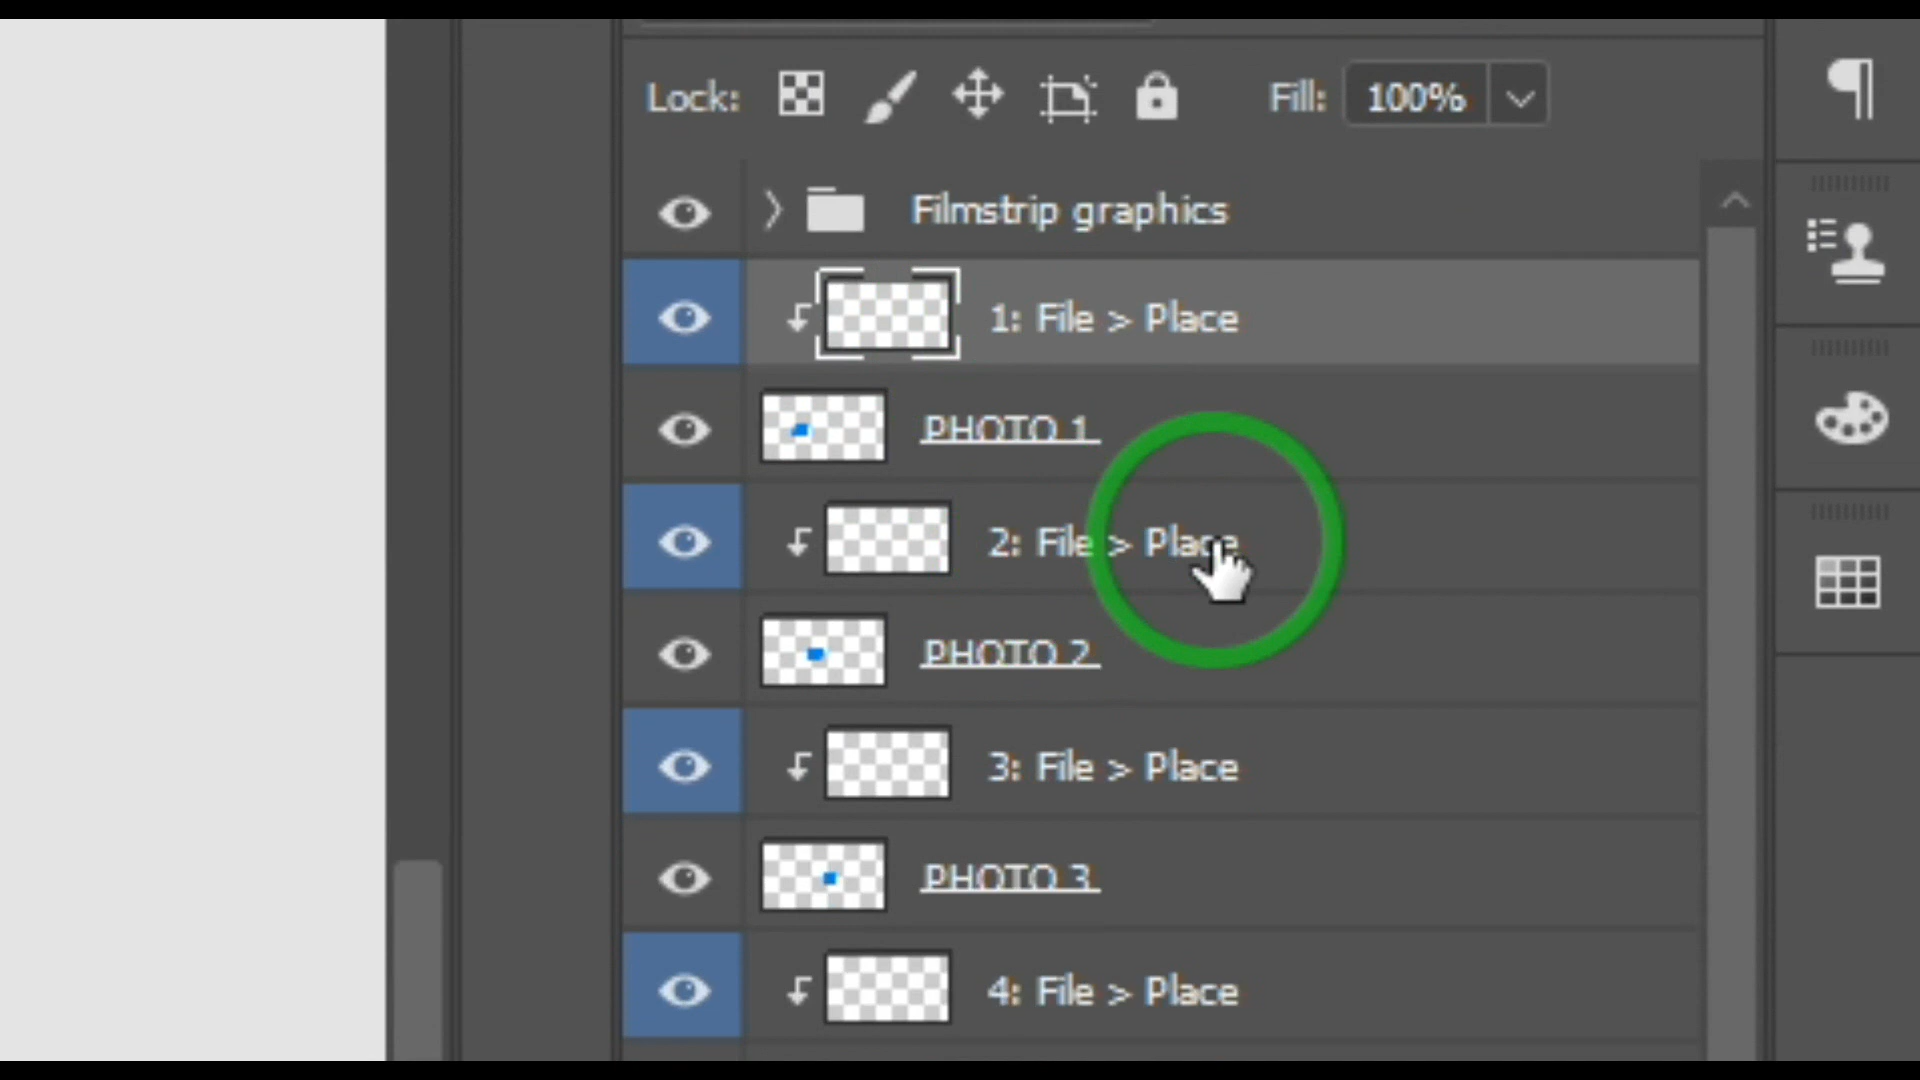 Lock: Fill: 100%
Filmstrip graphics
1: File > Place
PHOTO 1
2: File > Place
PHOTO 2
3: File > Place
PHOTO 3
4: File > Place